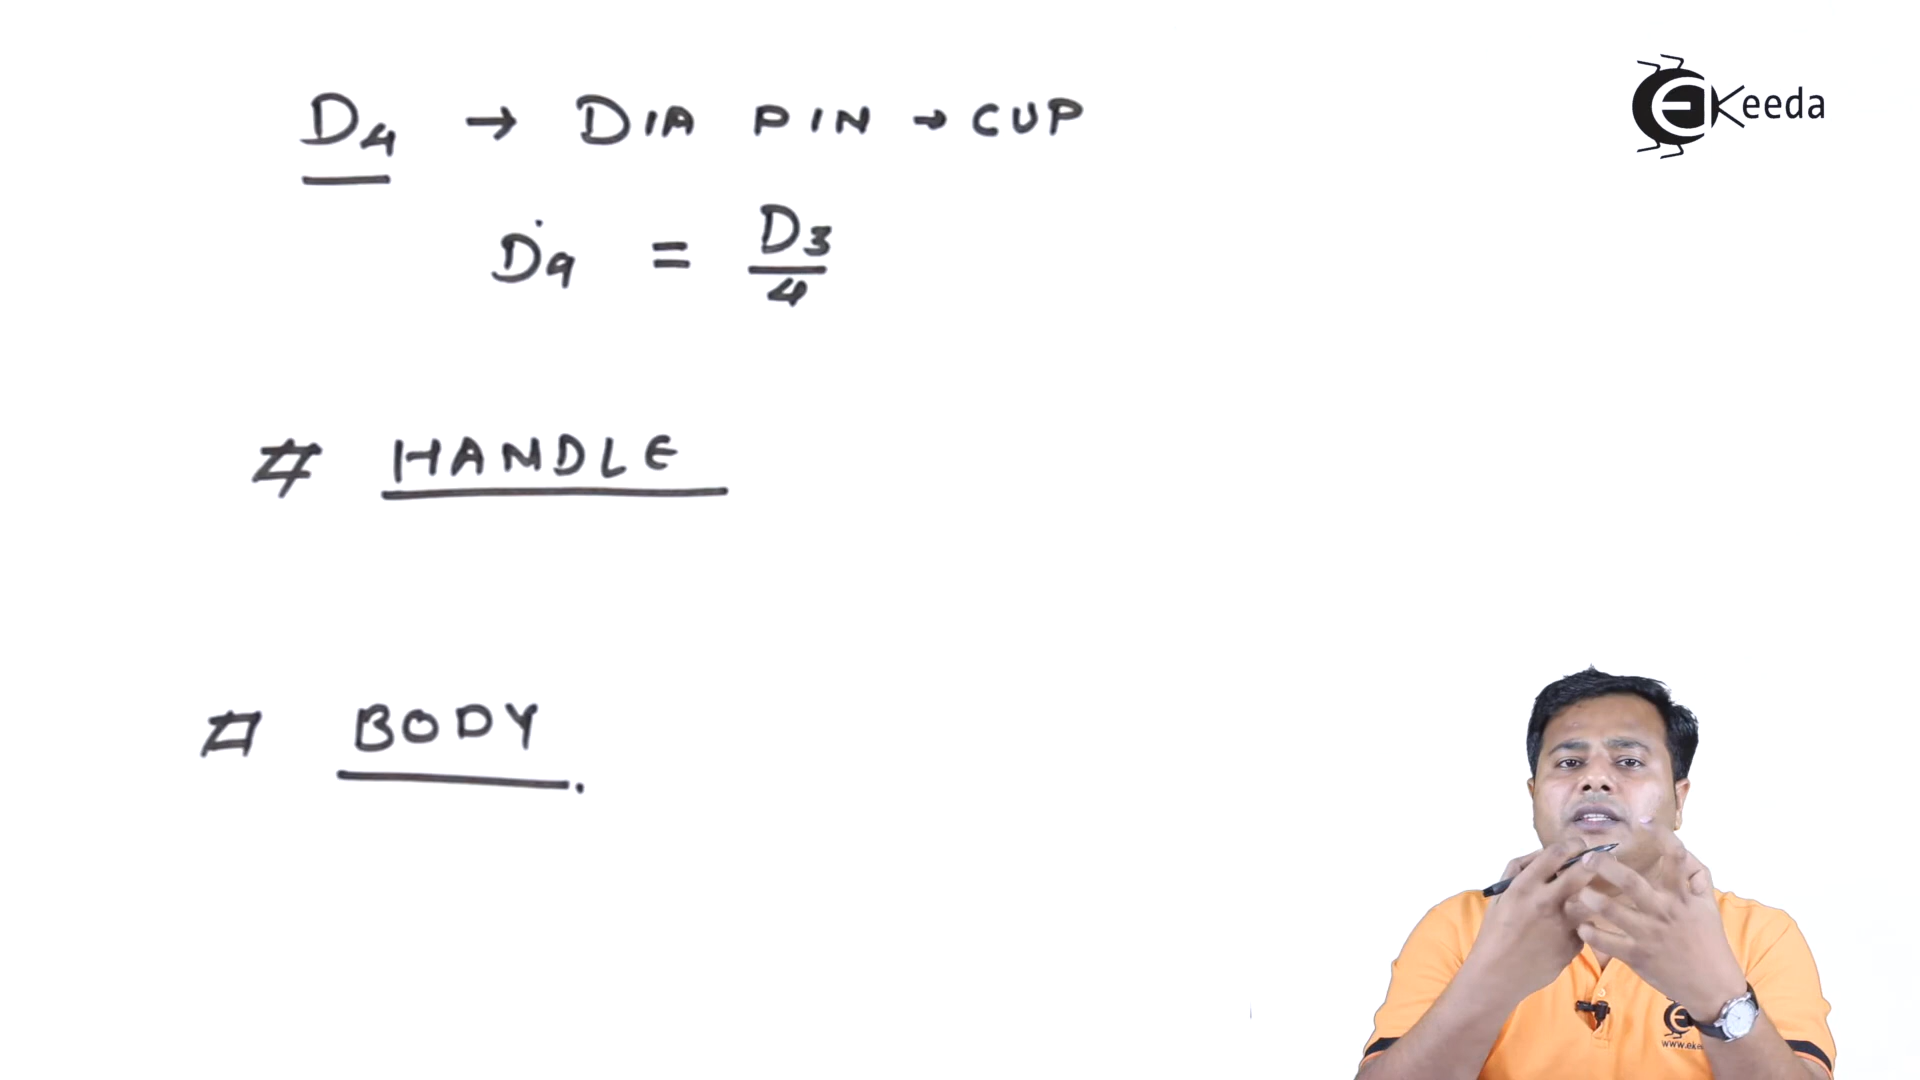 D4 → DIA PIN → CUP
EKeeda
D4 = D3/4
# HANDLE
# BODY.
E